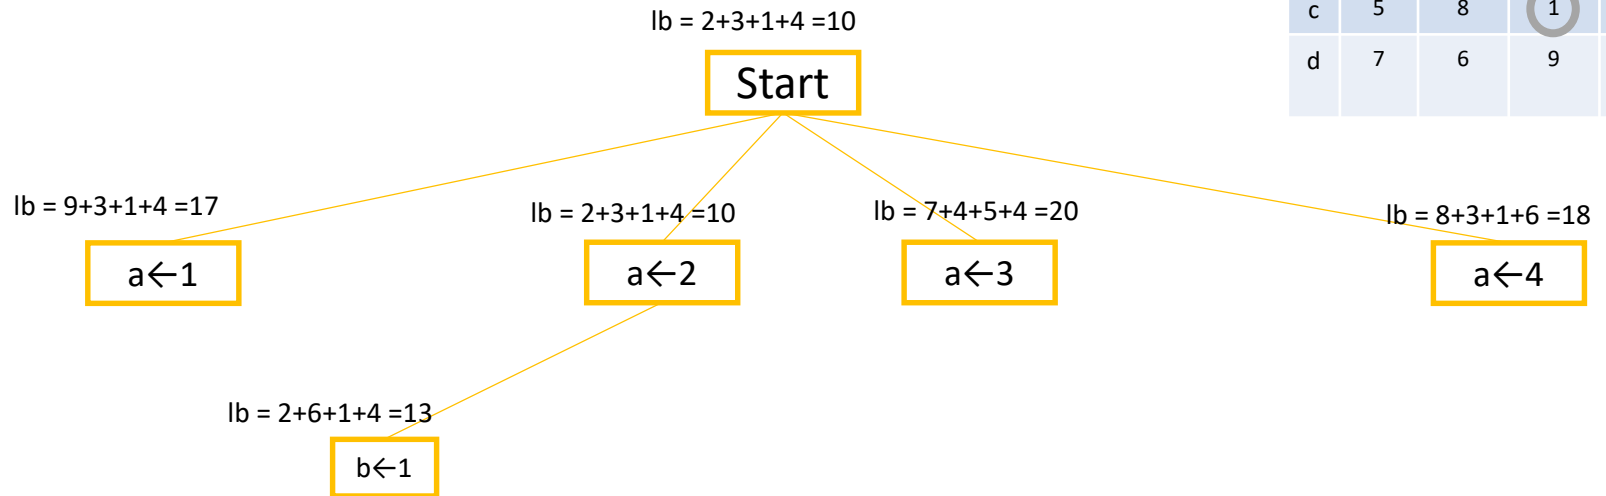 lb = 2+3+1+4 =10
c 5 8 1
d 7 6 9
Start
lb = 9+3+1+4 =17
lb = 2+3+1+4 =10
lb = 7+4+5+4 =20
lb = 8+3+1+6 =18
a←1
a←2
a←3
a←4
lb = 2+6+1+4 =13
b←1